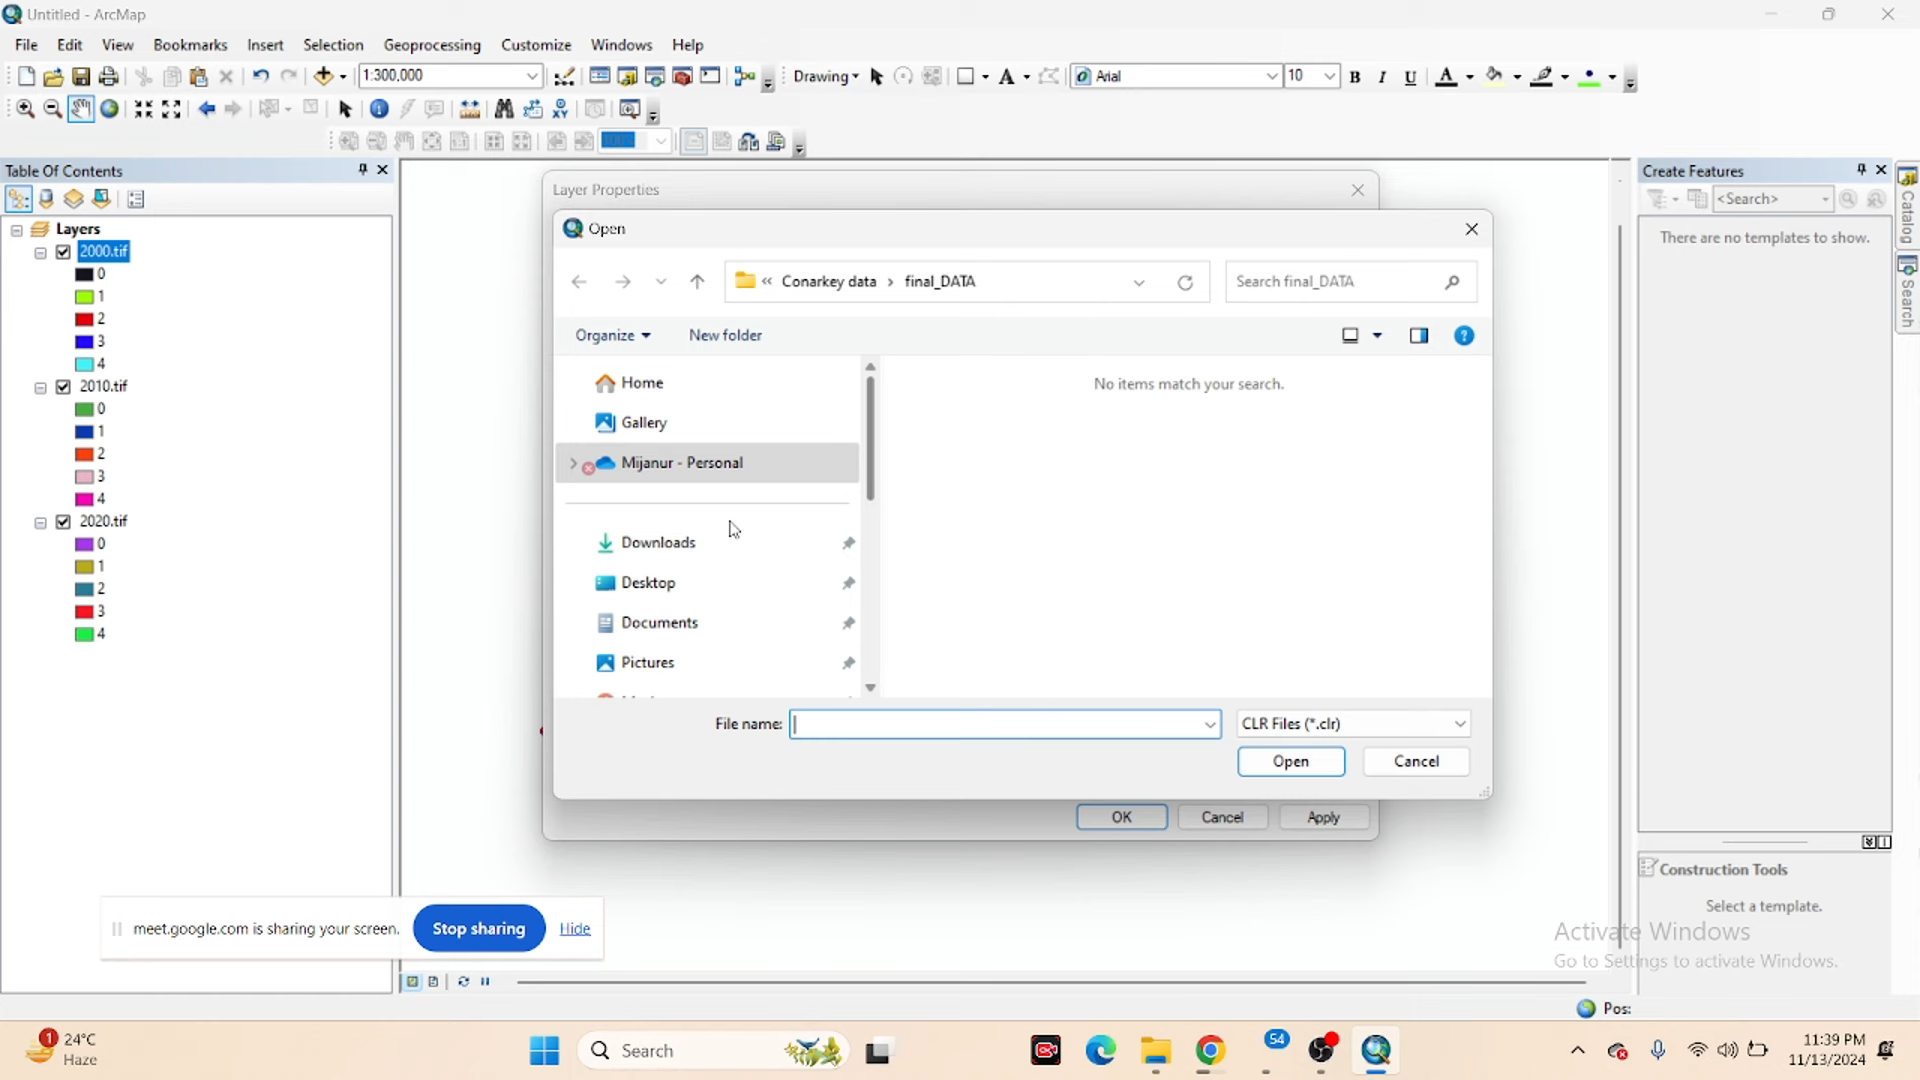 Untitled - ArcMap
File Edit View Bookmarks Insert Selection Geoprocessing Customize Windows Help
1:300,000 Drawing Arial 10 B I U A
Table Of Contents
Layers
2000.tif
0
1
2
3
4
2010.tif
0
1
2
3
4
2020.tif
0
1
2
3
4
Layer Properties
Open
« Conarkey data › final_DATA
Search final_DATA
Organize
New folder
Home
Gallery
Mijanur - Personal
Downloads
Desktop
Documents
Pictures
No items match your search.
File name:
CLR Files (*.clr)
Open
Cancel
OK
Cancel
Apply
Create Features
<Search>
There are no templates to show.
Catalog
Search
Construction Tools
Select a template.
Activate Windows
Go to Settings to activate Windows.
meet.google.com is sharing your screen.
Stop sharing
Hide
Pos:
1
24°C
Haze
Search
54
11:39 PM
11/13/2024